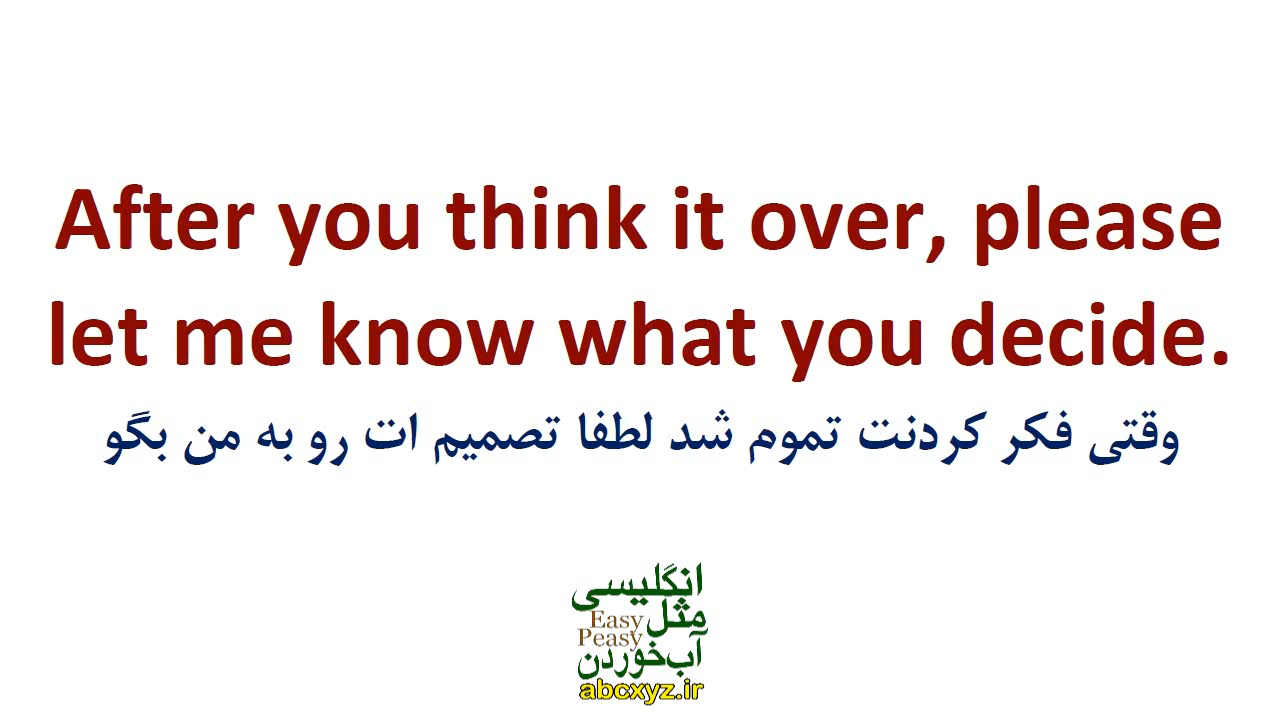 After you think it over, please
let me know what you decide.
وقتی فکر کردنت تموم شد لطفا تصمیم ات رو به من بگو
انگلیسی
مثل
Easy
Peasy
آب‌خوردن
abcxyz.ir